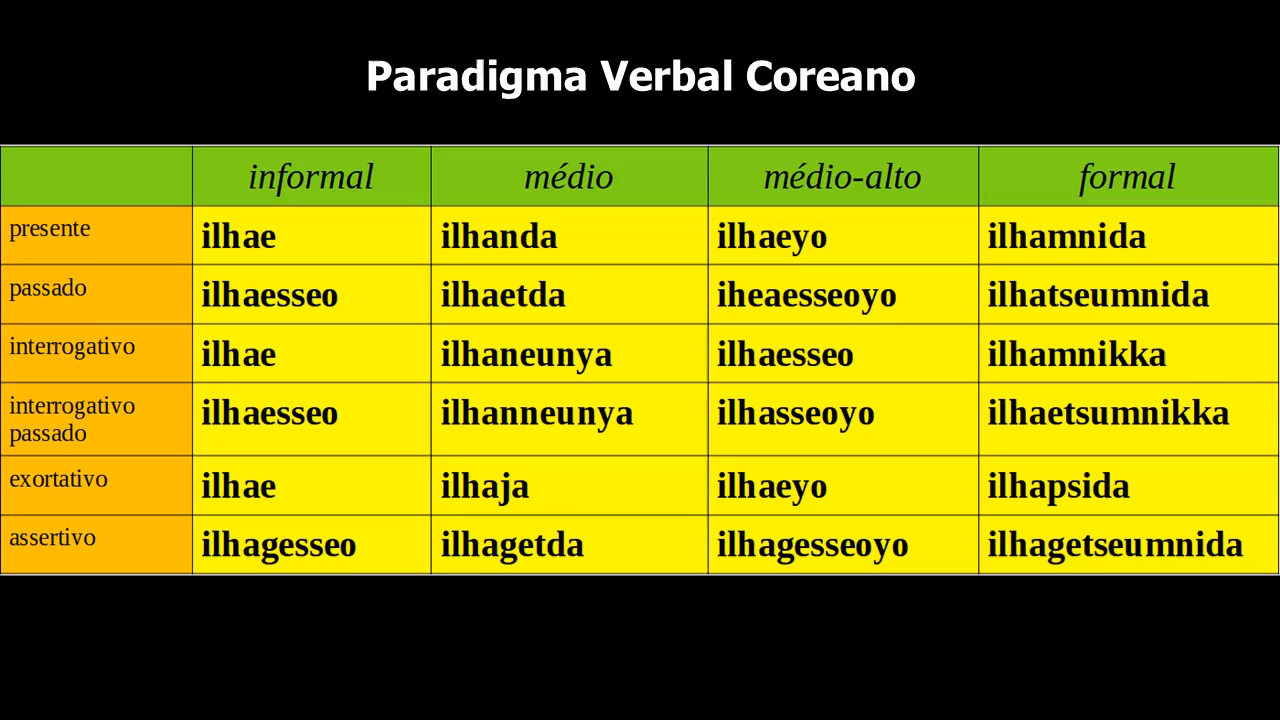 Paradigma Verbal Coreano
informal médio médio-alto formal
presente ilhae ilhanda ilhaeyo ilhamnida
passado ilhaesseo ilhaetda iheaesseoyo ilhatseumnida
interrogativo ilhae ilhaneunya ilhaesseo ilhamnikka
interrogativo passado ilhaesseo ilhanneunya ilhasseoyo ilhaetsumnikka
exortativo ilhae ilhaja ilhaeyo ilhapsida
assertivo ilhagesseo ilhagetda ilhagesseoyo ilhagetseumnida